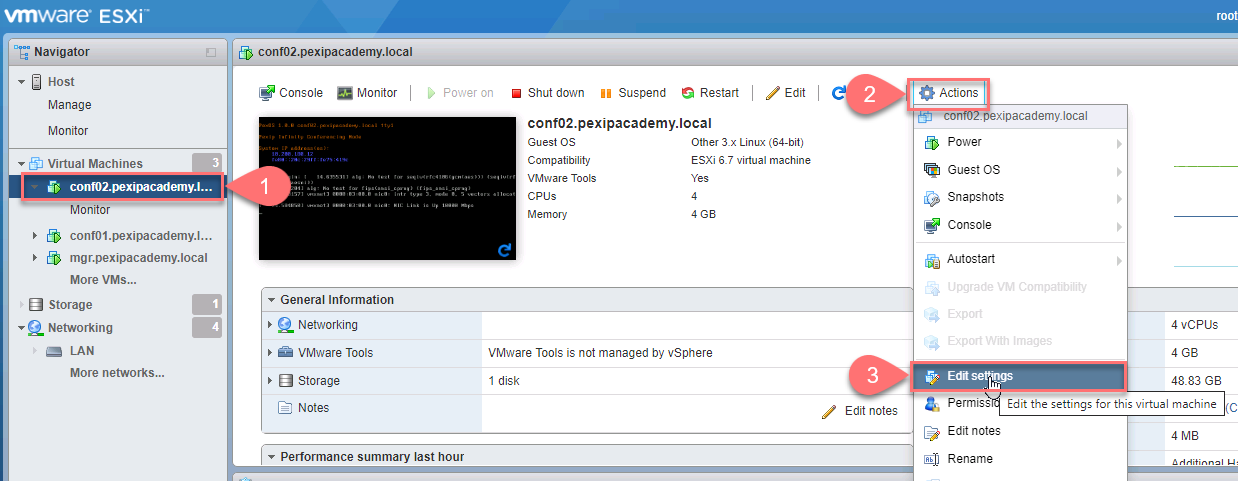 vmware ESXi
root
Navigator
Host
Manage
Monitor
Virtual Machines 3
conf02.pexipacademy.l...
Monitor
conf01.pexipacademy.l...
mgr.pexipacademy.local
More VMs...
Storage 1
Networking 4
LAN
More networks...
1
conf02.pexipacademy.local
Console Monitor Power on Shut down Suspend Restart Edit
2
Actions
conf02.pexipacademy.local
Guest OS Other 3.x Linux (64-bit)
Compatibility ESXi 6.7 virtual machine
VMware Tools Yes
CPUs 4
Memory 4 GB
General Information
Networking
VMware Tools VMware Tools is not managed by vSphere
Storage 1 disk
Notes Edit notes
Performance summary last hour
conf02.pexipacademy.local
Power
Guest OS
Snapshots
Console
Autostart
Upgrade VM Compatibility
Export
Export With Images
3
Edit settings
Edit the settings for this virtual machine
Edit notes
Rename
4 vCPUs
4 GB
48.83 GB
4 MB